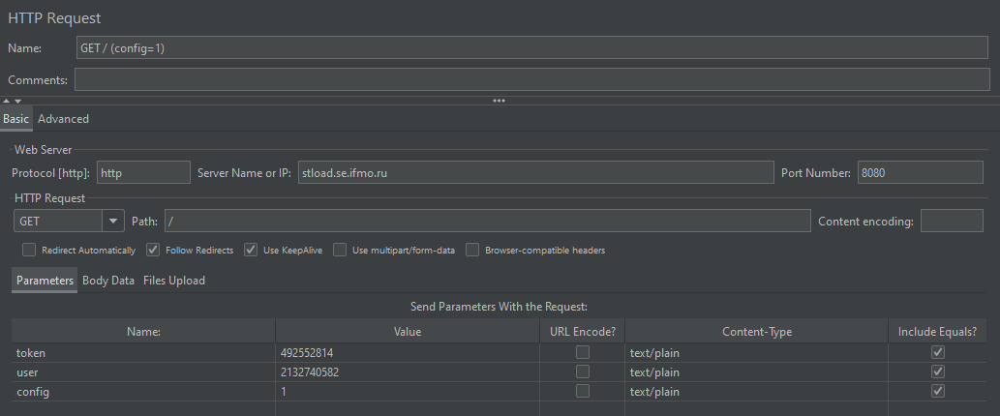 HTTP Request
Name: GET / (config=1)
Comments:
Basic Advanced
Web Server
Protocol [http]: http Server Name or IP: stload.se.ifmo.ru Port Number: 8080
HTTP Request
GET Path: / Content encoding:
Redirect Automatically Follow Redirects Use KeepAlive Use multipart/form-data Browser-compatible headers
Parameters Body Data Files Upload
Send Parameters With the Request:
Name: Value URL Encode? Content-Type Include Equals?
token 492552814 text/plain
user 2132740582 text/plain
config 1 text/plain